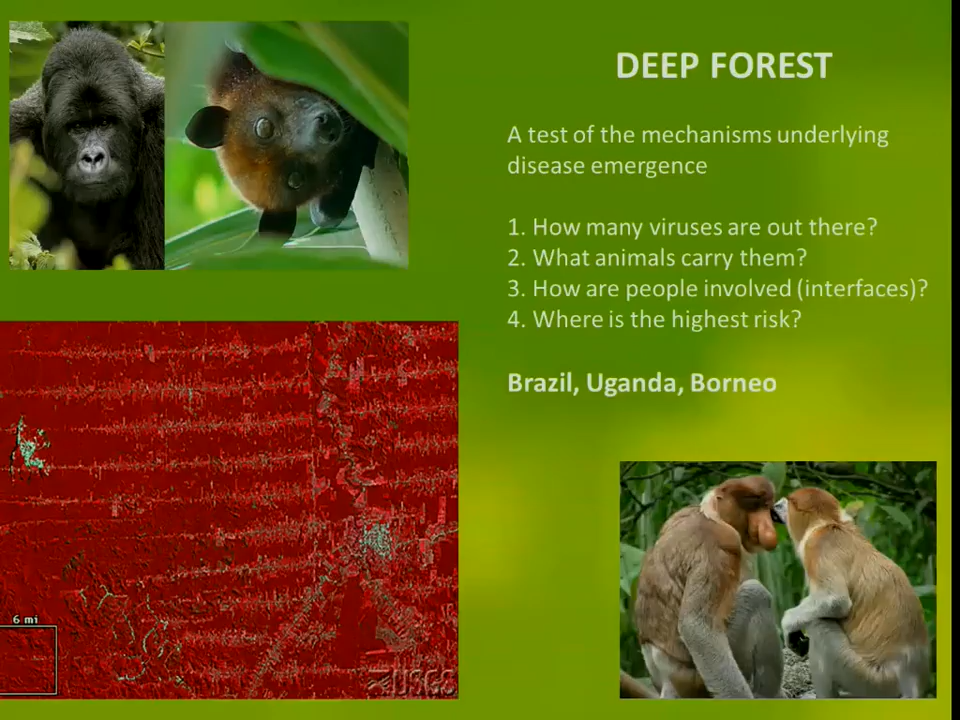 DEEP FOREST
A test of the mechanisms underlying
disease emergence
1. How many viruses are out there?
2. What animals carry them?
3. How are people involved (interfaces)?
4. Where is the highest risk?
Brazil, Uganda, Borneo
6 mi
USGS